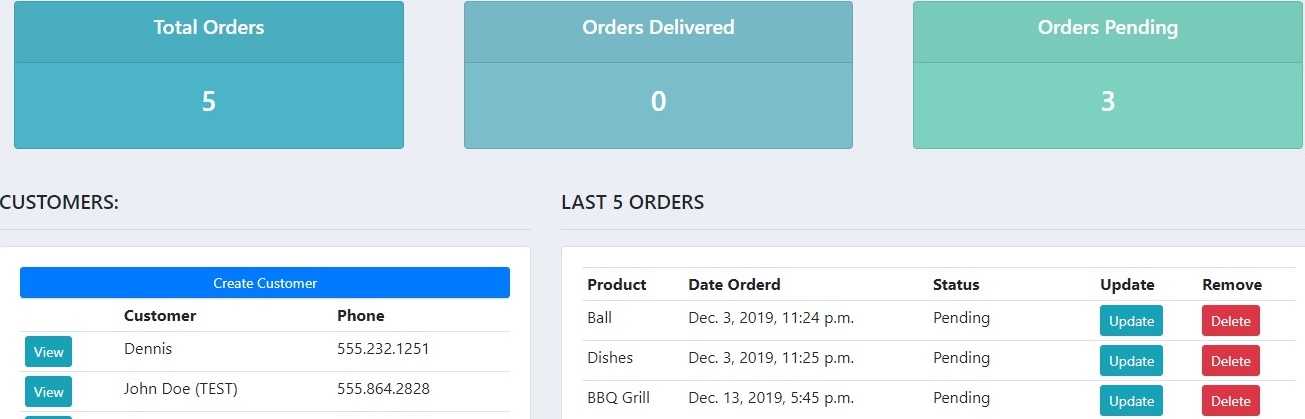 Total Orders
Orders Delivered
Orders Pending
5
0
3
CUSTOMERS:
Create Customer
Customer Phone
View Dennis 555.232.1251
View John Doe (TEST) 555.864.2828
LAST 5 ORDERS
Product Date Orderd Status Update Remove
Ball Dec. 3, 2019, 11:24 p.m. Pending Update Delete
Dishes Dec. 3, 2019, 11:25 p.m. Pending Update Delete
BBQ Grill Dec. 13, 2019, 5:45 p.m. Pending Update Delete